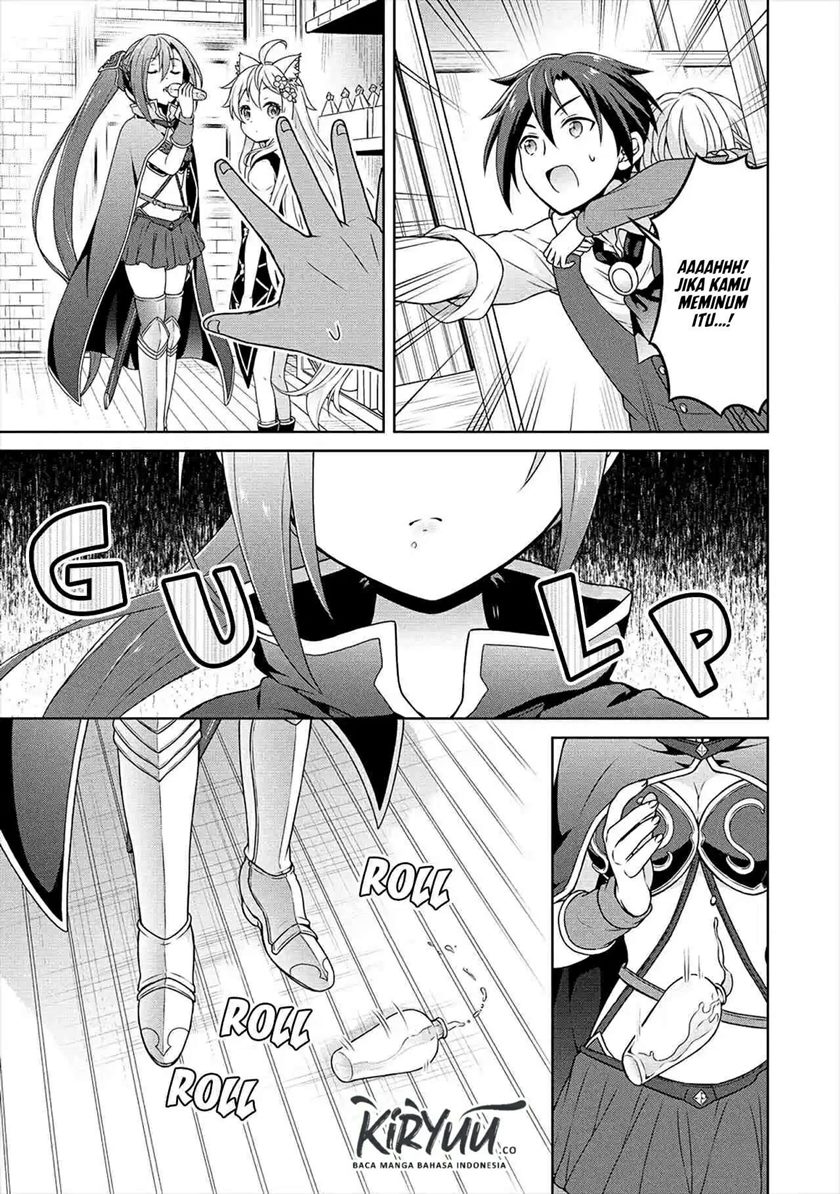 AAAAHHH!
JIKA KAMU
MEMINUM
ITU...!
GULP
ROLL
ROLL
ROLL
KIRYUU.CO
BACA MANGA BAHASA INDONESIA